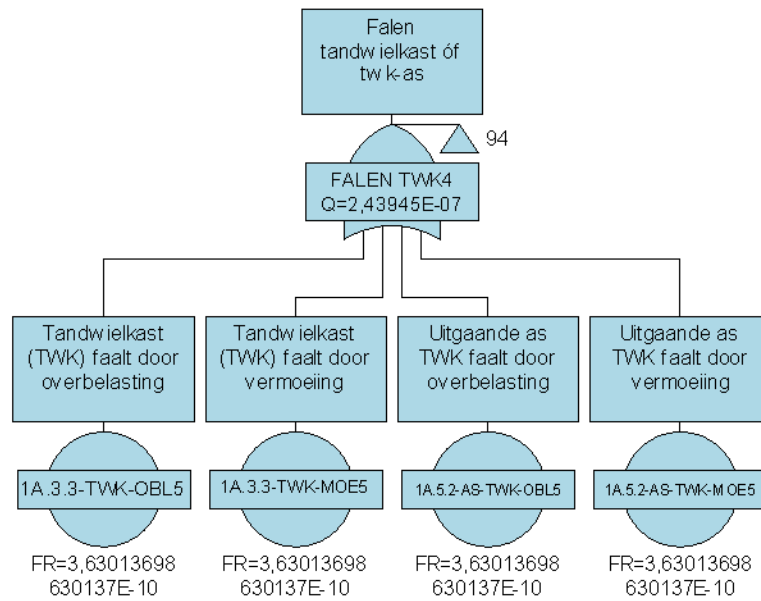 Falen
tandwielkast óf
twk-as
94
FALEN TWK4
Q=2,43945E-07
Tandwielkast
(TWK) faalt door
overbelasting
Tandwielkast
(TWK) faalt door
vermoeiing
Uitgaande as
TWK faalt door
overbelasting
Uitgaande as
TWK faalt door
vermoeiing
1A.3.3-TWK-OBL5
1A.3.3-TWK-MOE5
1A.5.2-AS-TWK-OBL5
1A.5.2-AS-TWK-MOE5
FR=3,63013698
630137E-10
FR=3,63013698
630137E-10
FR=3,63013698
630137E-10
FR=3,63013698
630137E-10